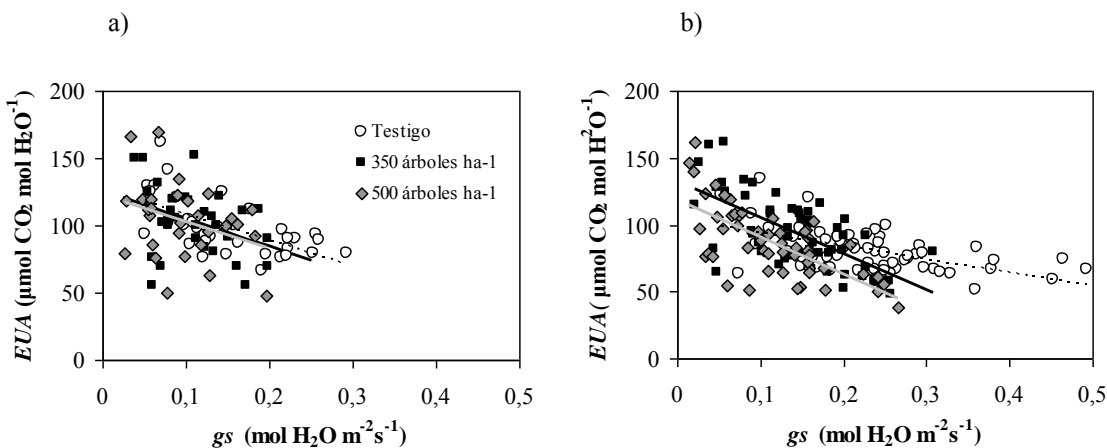 a)
EUA (µmol CO₂ mol H₂O⁻¹)
200
150
100
50
0
0
0,1
0,2
0,3
0,4
0,5
gs (mol H₂O m⁻²s⁻¹)
Testigo
350 árboles ha-1
500 árboles ha-1
b)
EUA( µmol CO₂ mol H²O⁻¹)
200
150
100
50
0
0
0,1
0,2
0,3
0,4
0,5
gs (mol H₂O m⁻²s⁻¹)